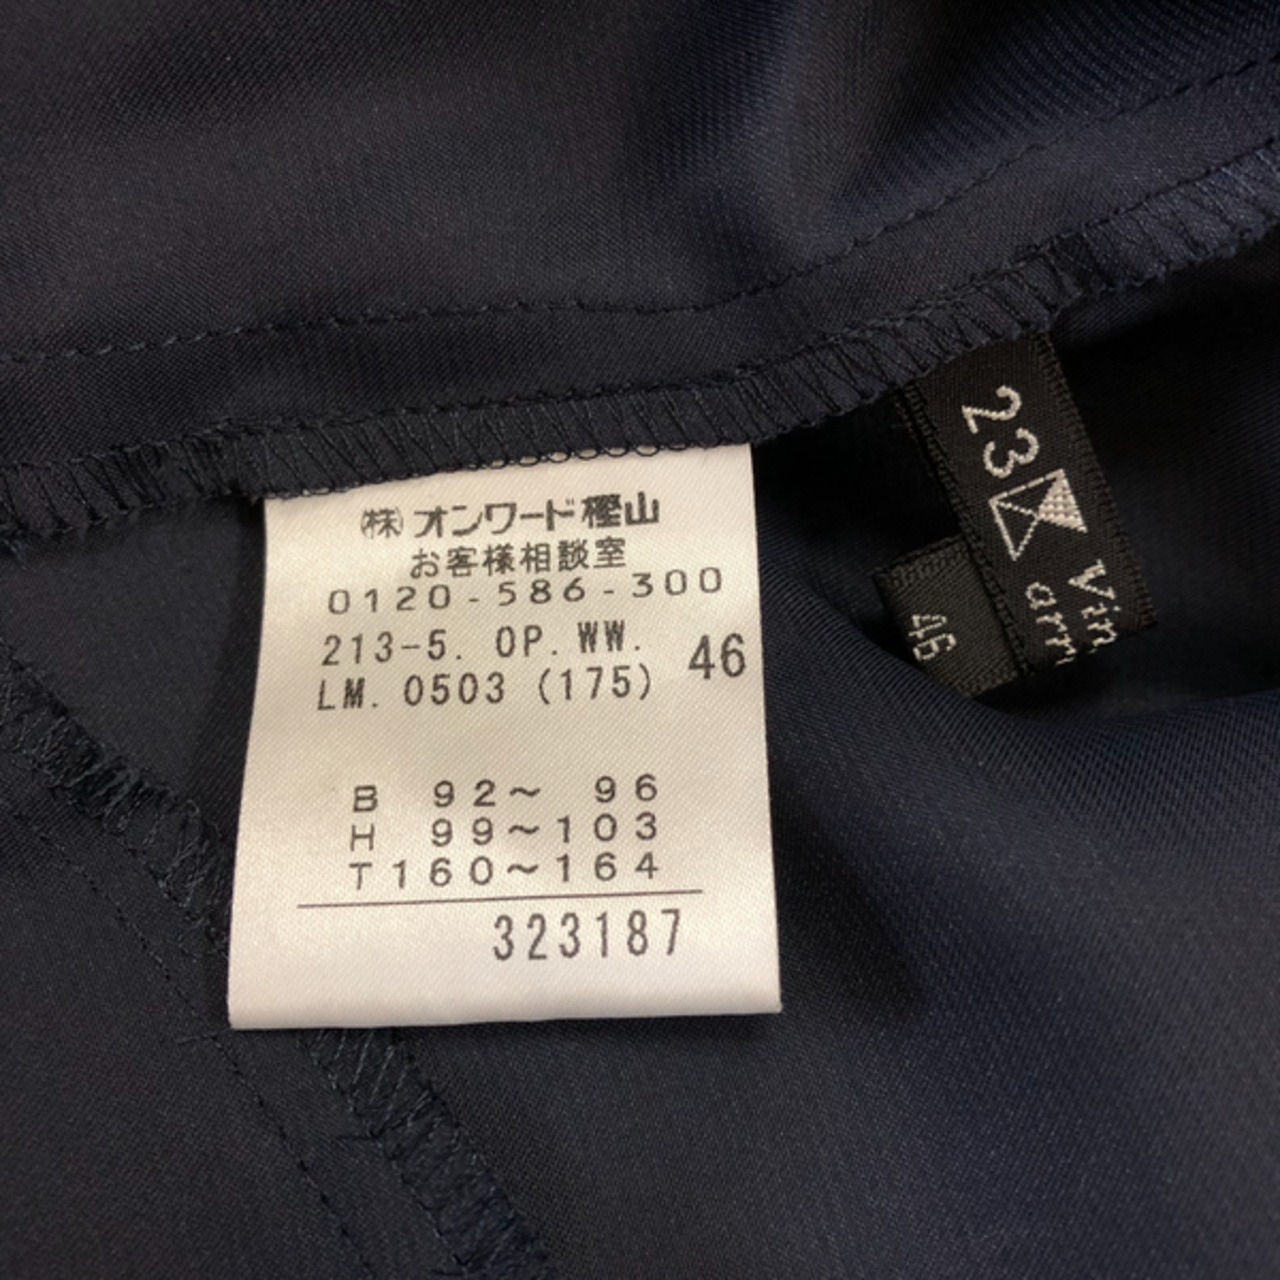 (株)オンワード樫山
お客様相談室
0120-586-300
213-5. OP. WW. 46
LM. 0503 (175)
B 92～ 96
H 99～103
T160～164
323187
23
46